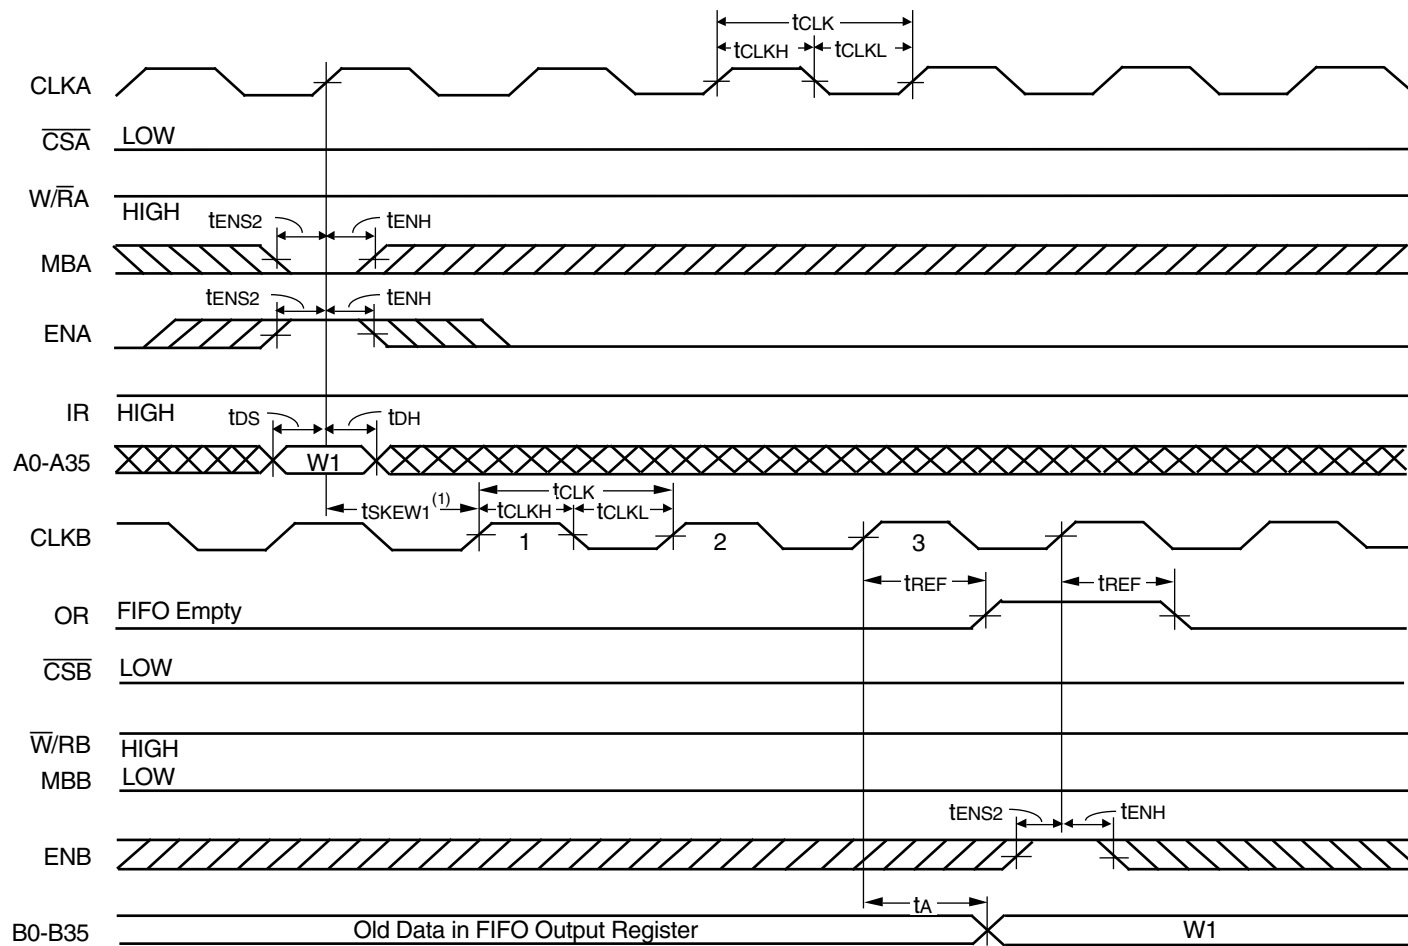 tCLK
tCLKH tCLKL
CLKA
CSA LOW
W/RA
HIGH
tENS2 tENH
MBA
tENS2 tENH
ENA
IR HIGH
tDS tDH
A0-A35 W1
tCLK
tSKEW1(1) tCLKH tCLKL
CLKB 1 2 3
tREF tREF
OR FIFO Empty
CSB LOW
W/RB HIGH
MBB LOW
tENS2 tENH
ENB
tA
B0-B35 Old Data in FIFO Output Register W1